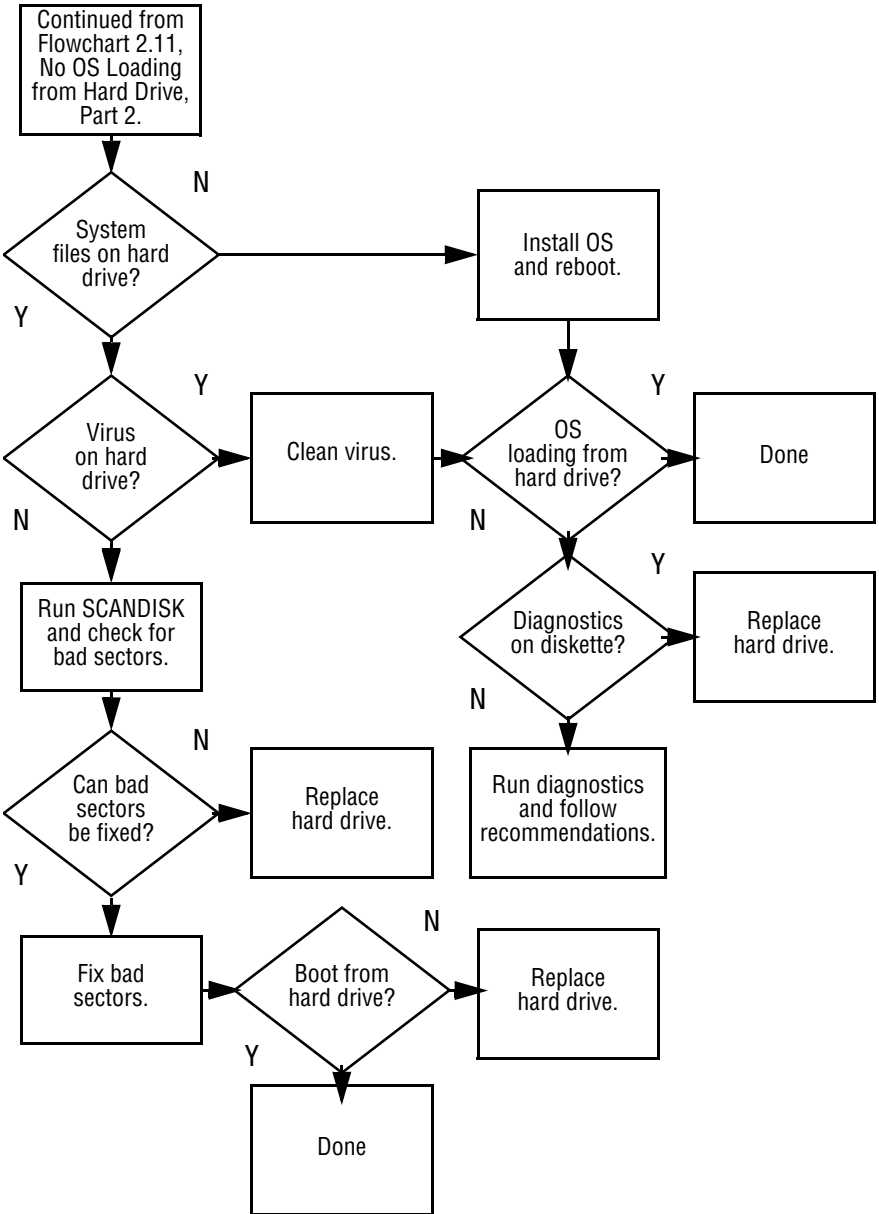 Continued from
Flowchart 2.11,
No OS Loading
from Hard Drive,
Part 2.
N
System
files on hard
drive?
Install OS
and reboot.
Y
Y
Virus
on hard
drive?
Clean virus.
Y
OS
loading from
hard drive?
Done
N
N
Run SCANDISK
and check for
bad sectors.
Y
Diagnostics
on diskette?
Replace
hard drive.
N
N
Can bad
sectors
be fixed?
Replace
hard drive.
Run diagnostics
and follow
recommendations.
Y
Fix bad
sectors.
N
Boot from
hard drive?
Replace
hard drive.
Y
Done